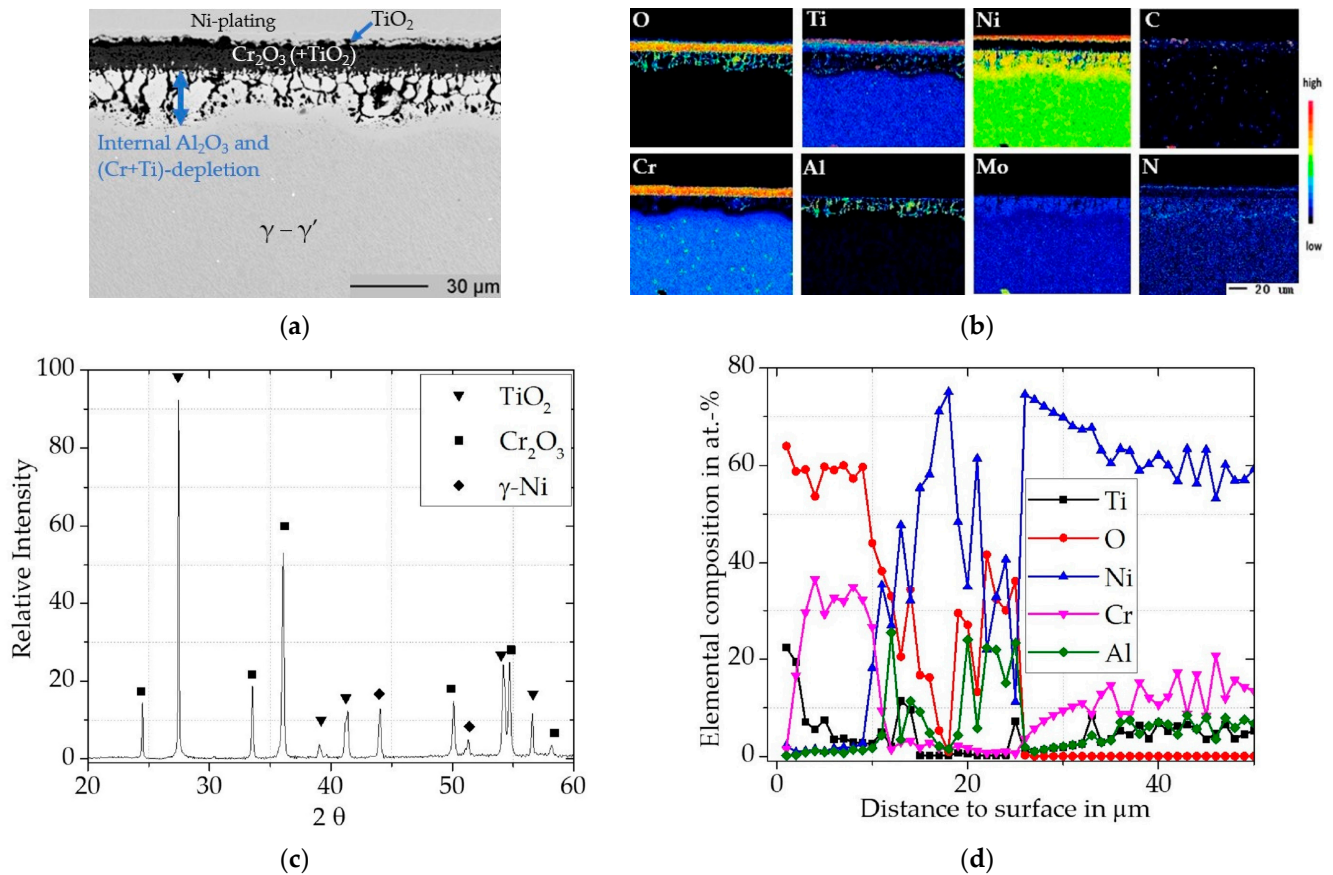 Ni-plating
TiO₂
Cr₂O₃ (+TiO₂)
Internal Al₂O₃ and
(Cr+Ti)-depletion
γ – γ′
30 µm
(a)
O
Ti
Ni
C
Cr
Al
Mo
N
high
low
20 um
(b)
100
80
60
40
20
0
Relative Intensity
TiO₂
Cr₂O₃
γ-Ni
20
30
40
50
60
2 θ
(c)
80
60
40
20
0
Elemental composition in at.-%
Ti
O
Ni
Cr
Al
0
20
40
Distance to surface in µm
(d)